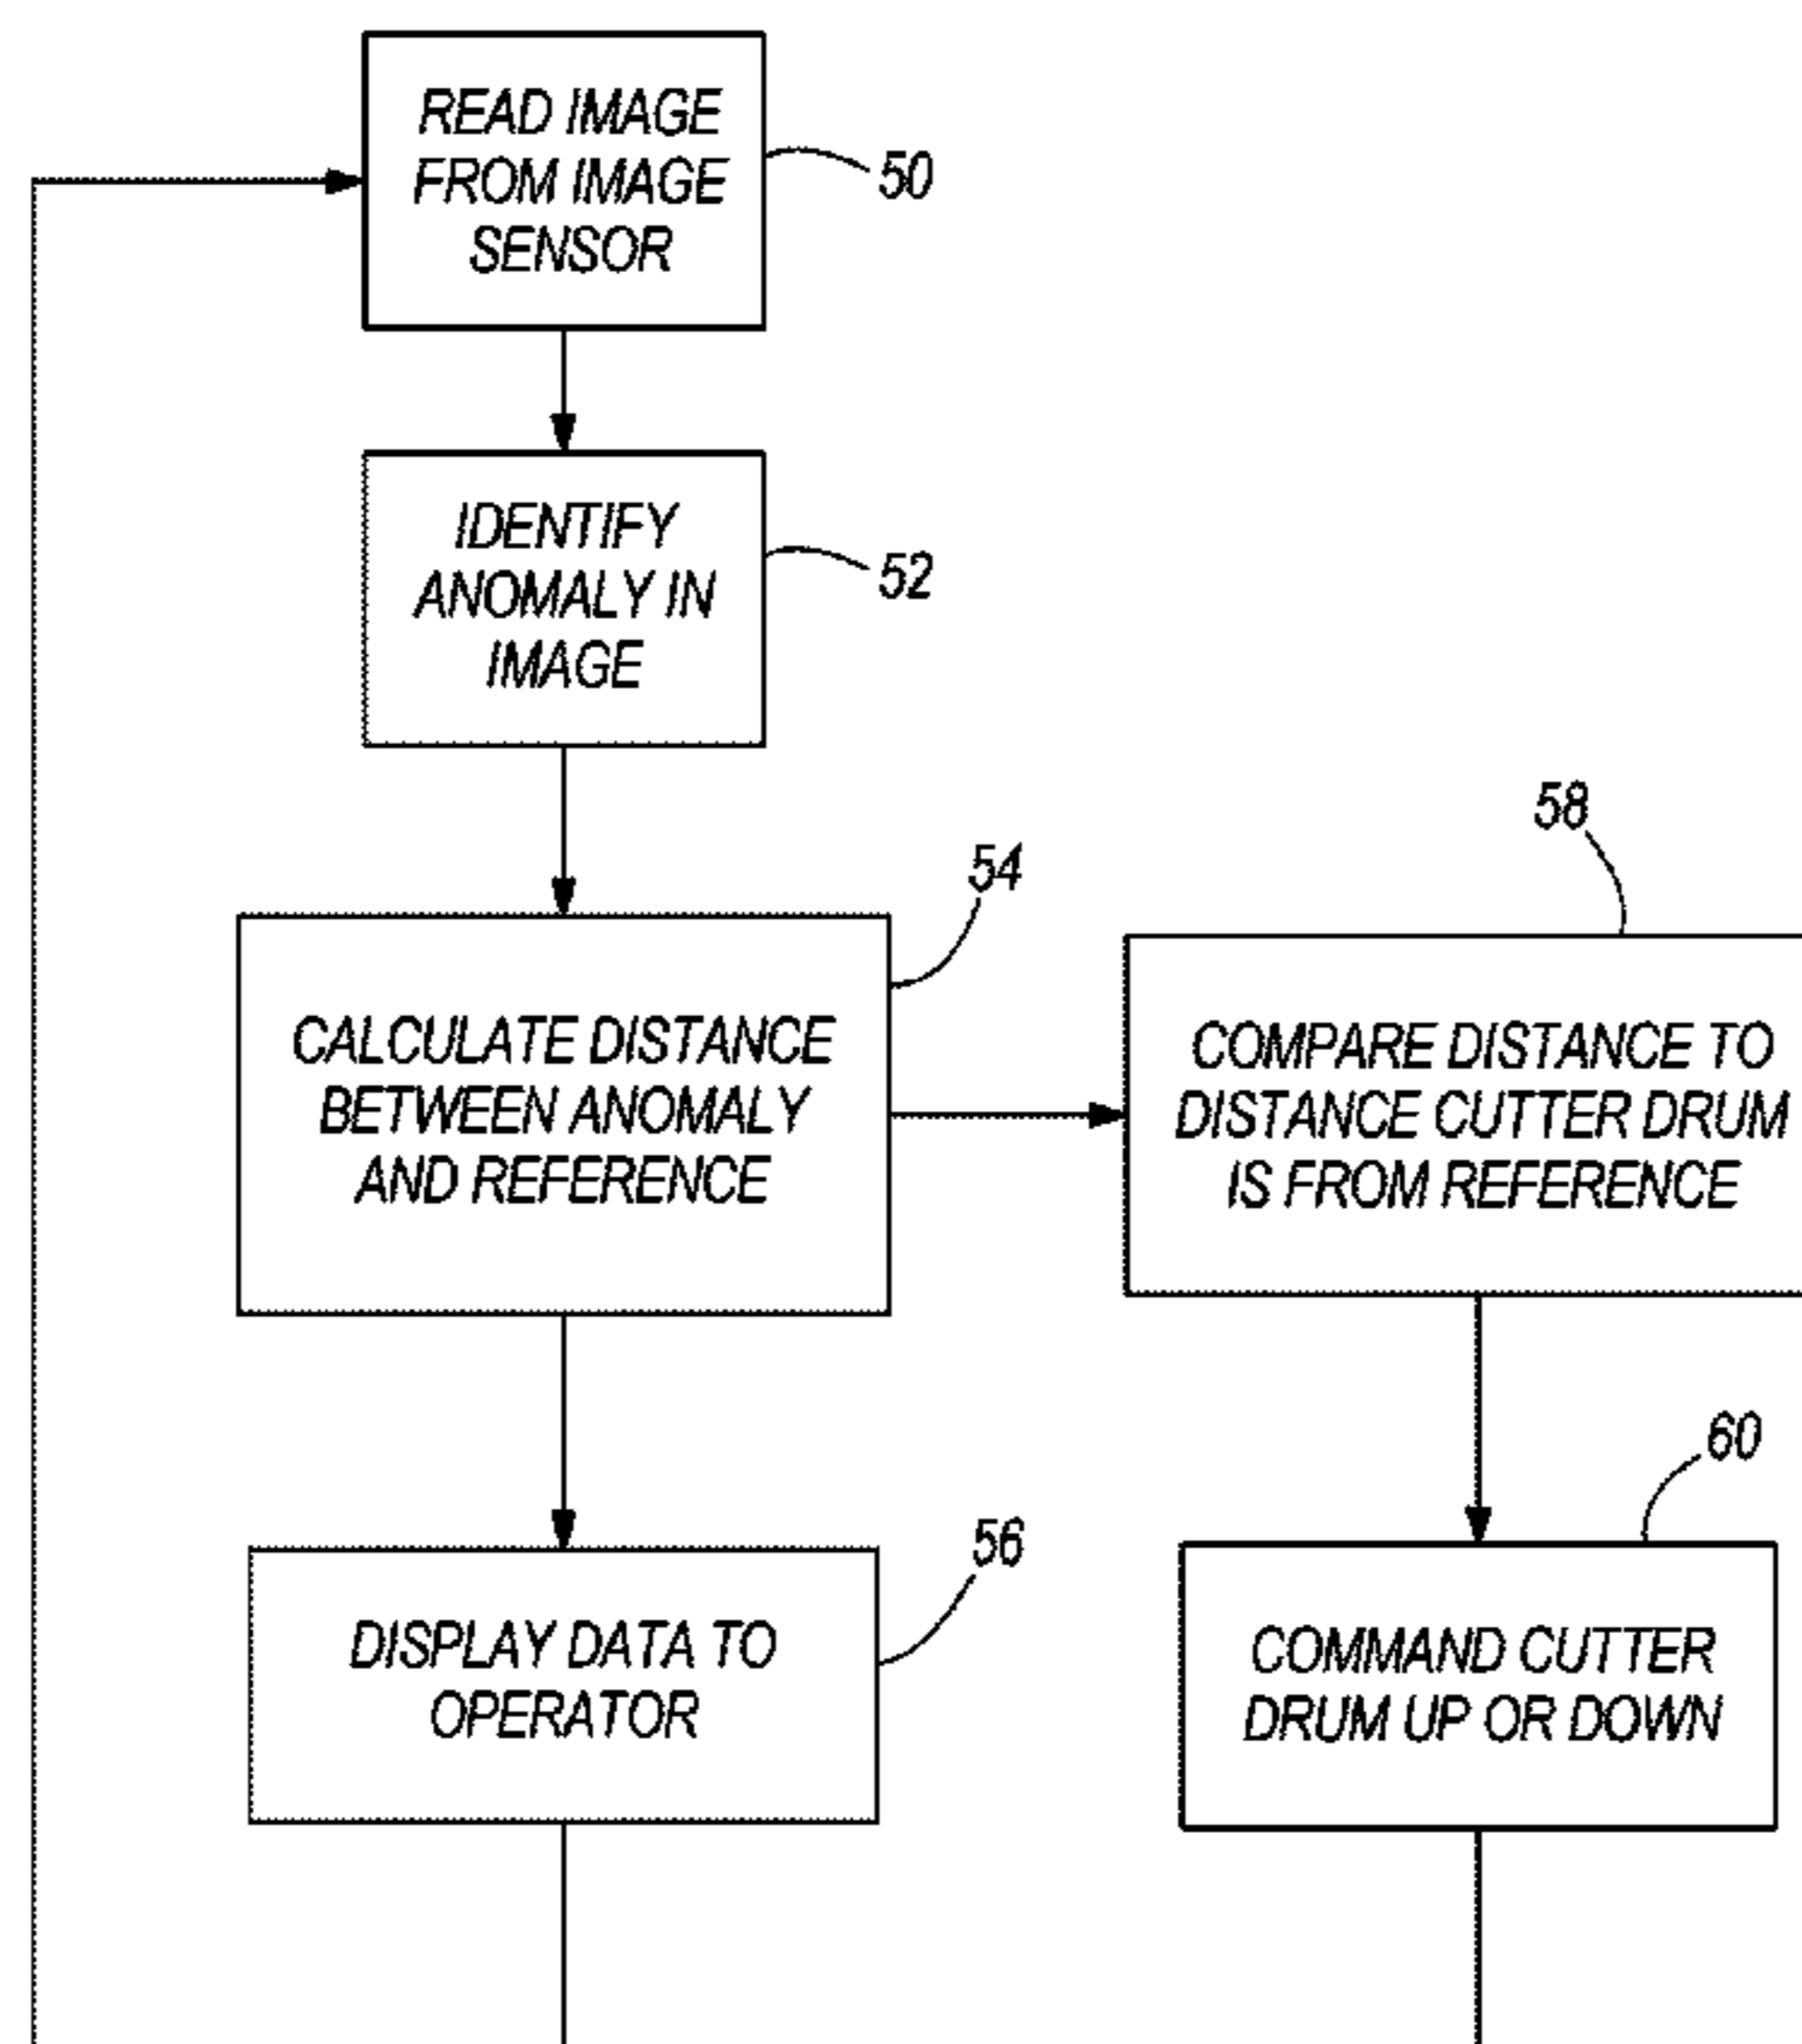 READ IMAGE
FROM IMAGE
SENSOR
50
IDENTIFY
ANOMALY IN
IMAGE
52
54
CALCULATE DISTANCE
BETWEEN ANOMALY
AND REFERENCE
58
COMPARE DISTANCE TO
DISTANCE CUTTER DRUM
IS FROM REFERENCE
56
DISPLAY DATA TO
OPERATOR
60
COMMAND CUTTER
DRUM UP OR DOWN